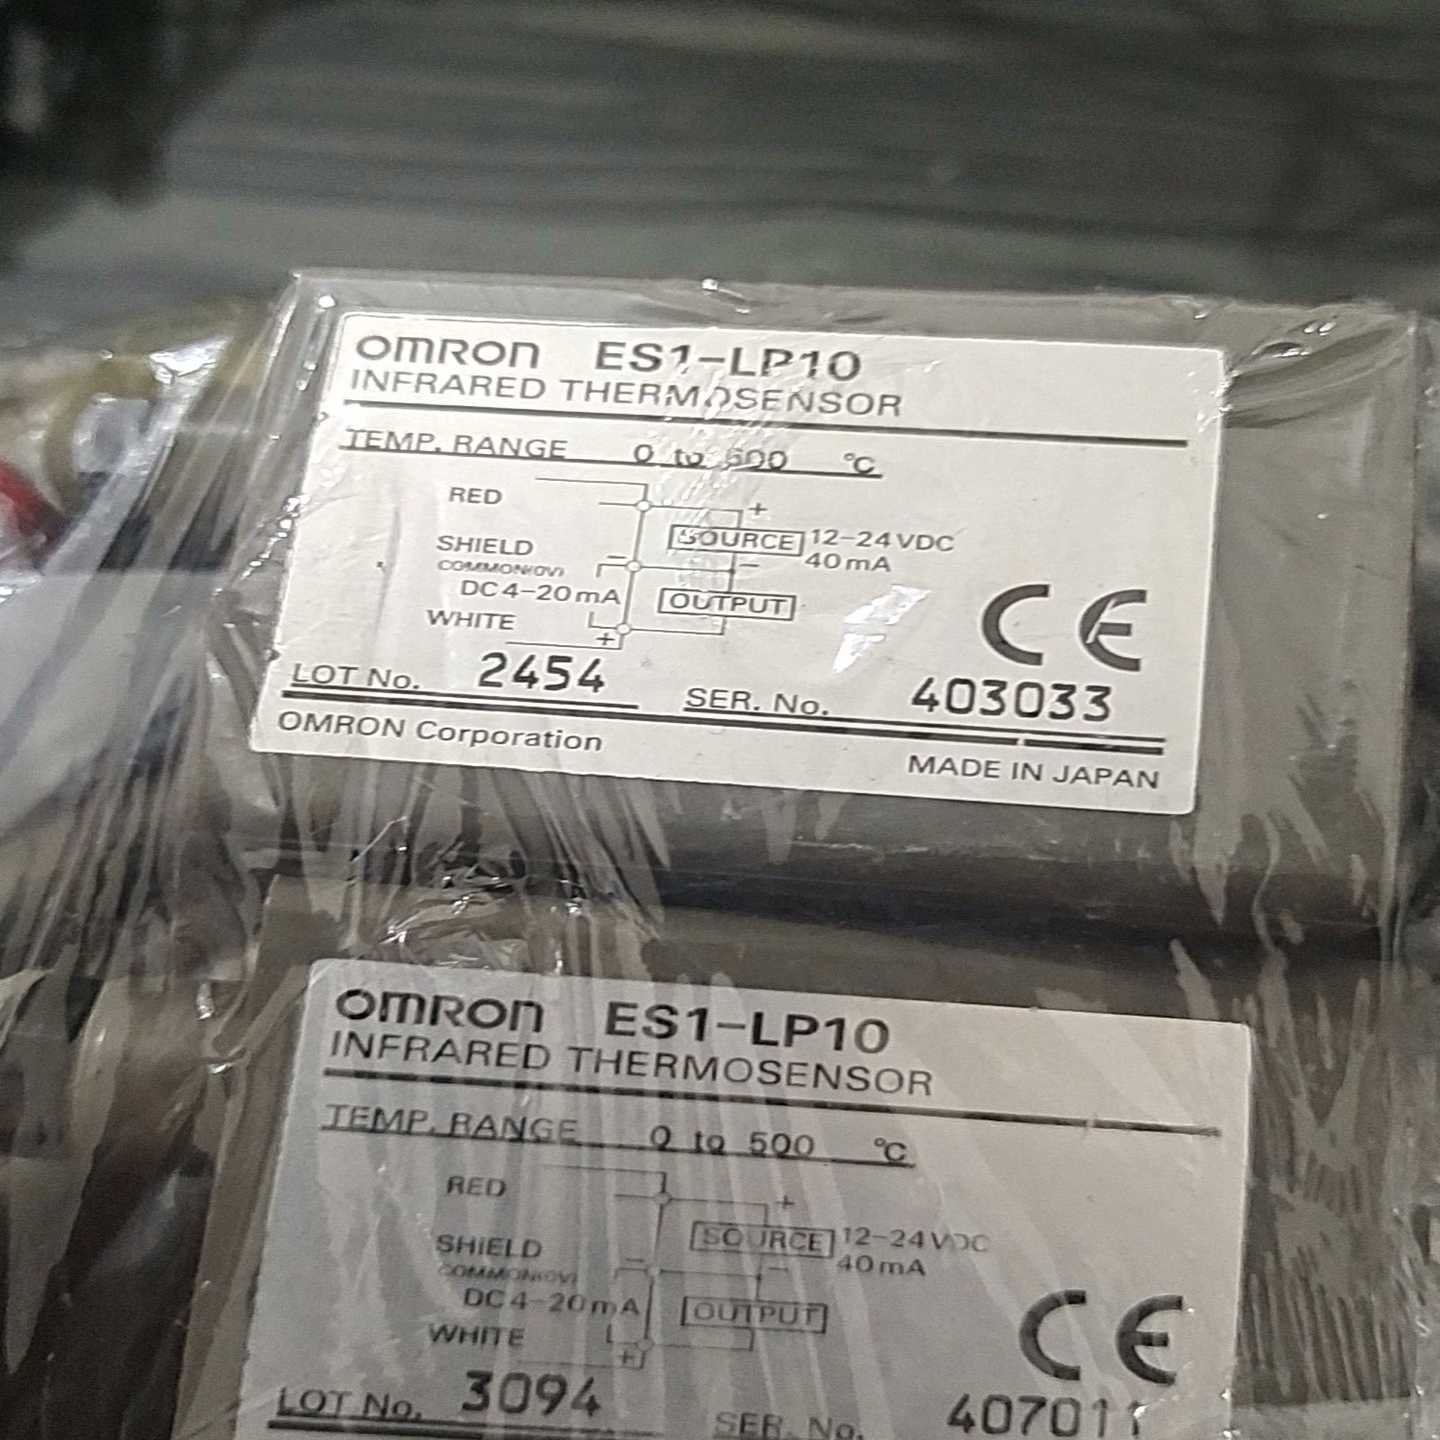 OMRON ES1-LP10
INFRARED THERMOSENSOR
TEMP. RANGE 0 to 500 ℃
RED
+
SOURCE 12-24VDC
40mA
SHIELD
COMMON(0V)
DC4-20mA
OUTPUT
WHITE
+
LOT No. 2454 SER. No. 403033
CE
OMRON Corporation
MADE IN JAPAN
OMRON ES1-LP10
INFRARED THERMOSENSOR
TEMP. RANGE 0 to 500 ℃
RED
+
SOURCE 12-24VDC
40mA
SHIELD
COMMON(0V)
DC4-20mA
OUTPUT
WHITE
+
CE
LOT No. 3094 SER. No. 407011